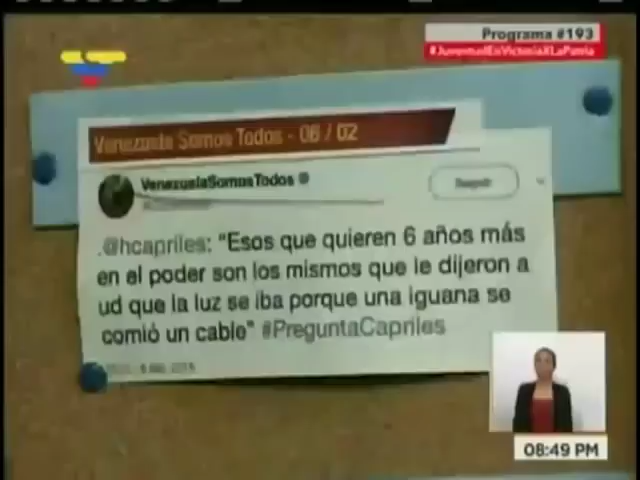 Programa #193
#JuventudEnVictoriaXLaPatria
Venezuela Somos Todos - 06 / 02
VenezuelaSomosTodos
Seguir
.@hcapriles: "Esos que quieren 6 años más
en el poder son los mismos que le dijeron a
ud que la luz se iba porque una iguana se
comió un cable" #PreguntaCapriles
08:49 PM